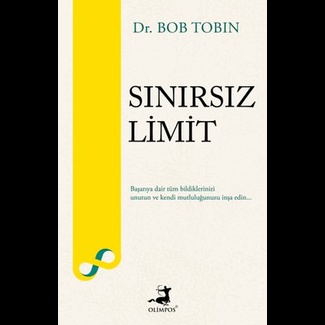 Dr. BOB TOBIN
SINIRSIZ
LİMİT
Başarıya dair tüm bildiklerinizi
unutun ve kendi mutluluğunuzu inşa edin...
OLİMPOS